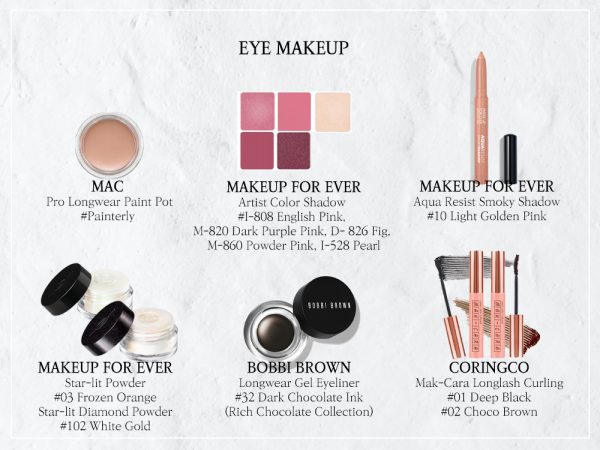 EYE MAKEUP
MAC
Pro Longwear Paint Pot
#Painterly
MAKEUP FOR EVER
Artist Color Shadow
#I-808 English Pink,
M-820 Dark Purple Pink, D- 826 Fig,
M-860 Powder Pink, I-528 Pearl
AQUA
MAKEUP FOR EVER
Aqua Resist Smoky Shadow
#10 Light Golden Pink
MAKEUP FOR EVER
Star-lit Powder
#03 Frozen Orange
Star-lit Diamond Powder
#102 White Gold
BOBBI BROWN
BOBBI BROWN
Longwear Gel Eyeliner
#32 Dark Chocolate Ink
(Rich Chocolate Collection)
CORINGCO
Mak-Cara Longlash Curling
#01 Deep Black
#02 Choco Brown